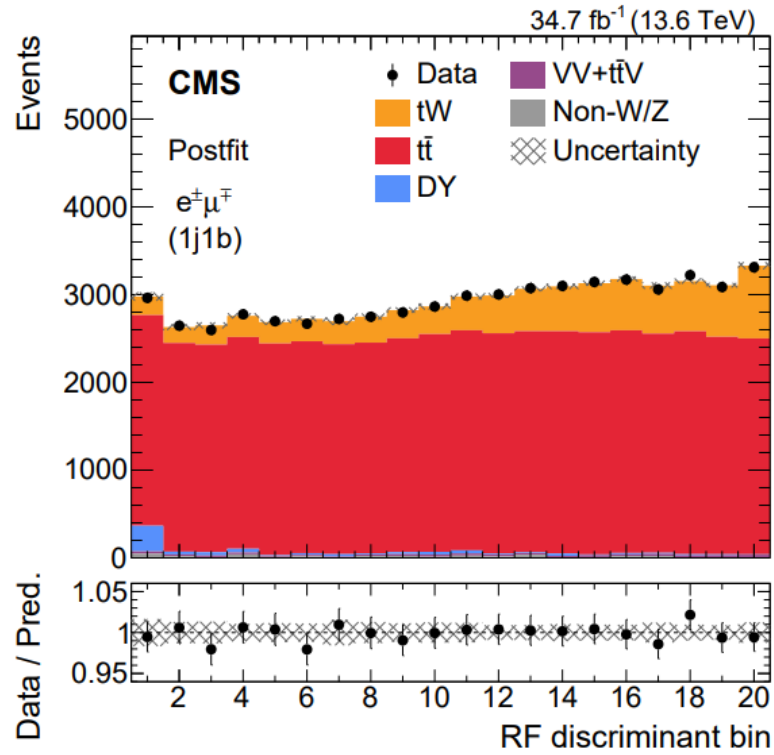 34.7 fb⁻¹ (13.6 TeV)
Events
CMS
Data
VV+tt̄V
tW
Non-W/Z
Postfit
tt̄
Uncertainty
DY
e±μ∓
(1j1b)
5000
4000
3000
2000
1000
0
Data / Pred.
1.05
1
0.95
2 4 6 8 10 12 14 16 18 20
RF discriminant bin